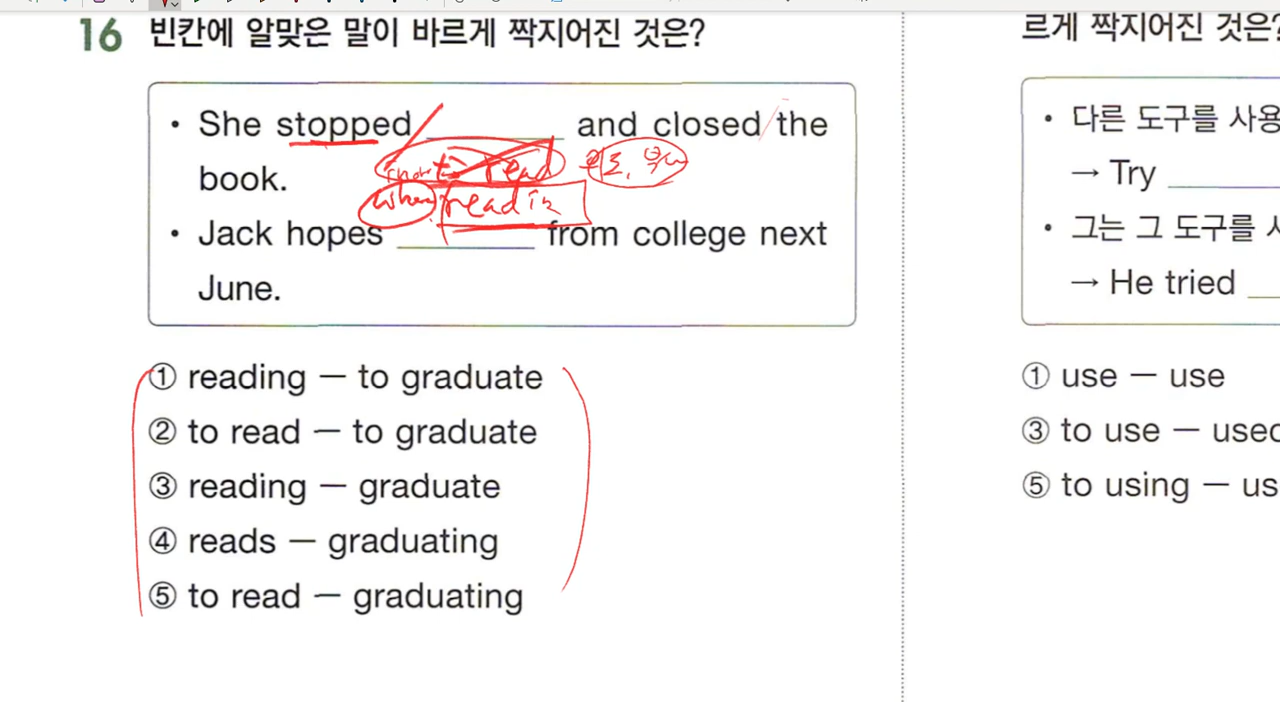 16 빈칸에 알맞은 말이 바르게 짝지어진 것은?
• She stopped ________ and closed the
to read
book.
when reading
• Jack hopes ________ from college next
June.
① reading — to graduate
② to read — to graduate
③ reading — graduate
④ reads — graduating
⑤ to read — graduating
르게 짝지어진 것은?
• 다른 도구를 사용
→ Try ________
• 그는 그 도구를 사
→ He tried __
① use — use
③ to use — used
⑤ to using — us